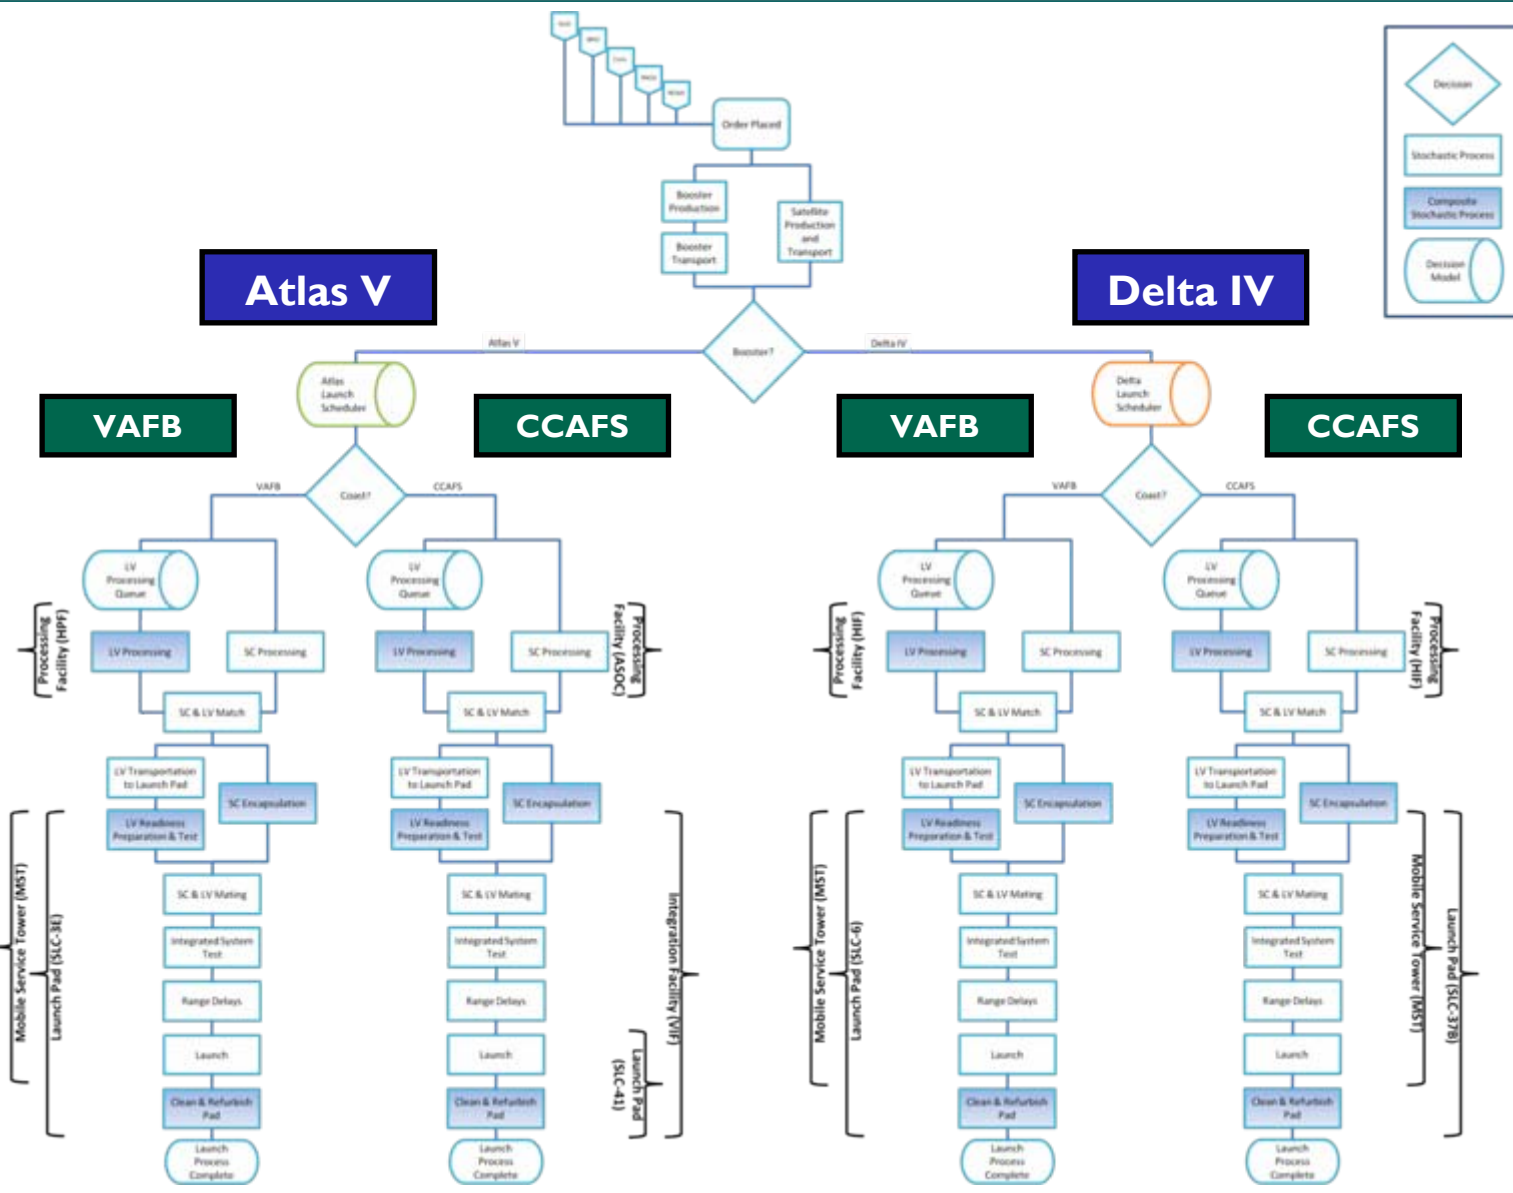 Order Placed
Booster
Production
Booster
Transport
Satellite
Production
and
Transport
Decision
Stochastic Process
Composite
Stochastic Process
Decision
Model
Atlas V
Delta IV
Atlas V
Booster?
Delta IV
Atlas
Launch
Scheduler
Delta
Launch
Scheduler
VAFB
CCAFS
VAFB
CCAFS
VAFB
Coast?
CCAFS
VAFB
Coast?
CCAFS
LV
Processing
Queue
LV Processing
SC Processing
Processing
Facility (HPF)
SC & LV Match
LV Transportation
to Launch Pad
SC Encapsulation
LV Readiness
Preparation & Test
SC & LV Mating
Integrated System
Test
Range Delays
Launch
Clean & Refurbish
Pad
Launch
Process
Complete
Mobile Service Tower (MST)
Launch Pad (SLC-3E)
LV
Processing
Queue
LV Processing
SC Processing
Processing
Facility (ASOC)
SC & LV Match
LV Transportation
to Launch Pad
SC Encapsulation
LV Readiness
Preparation & Test
SC & LV Mating
Integrated System
Test
Range Delays
Launch
Clean & Refurbish
Pad
Launch
Process
Complete
Integration Facility (VIF)
Launch Pad
(SLC-41)
LV
Processing
Queue
LV Processing
SC Processing
Processing
Facility (HIF)
SC & LV Match
LV Transportation
to Launch Pad
SC Encapsulation
LV Readiness
Preparation & Test
SC & LV Mating
Integrated System
Test
Range Delays
Launch
Clean & Refurbish
Pad
Launch
Process
Complete
Mobile Service Tower (MST)
Launch Pad (SLC-6)
LV
Processing
Queue
LV Processing
SC Processing
Processing
Facility (HIF)
SC & LV Match
LV Transportation
to Launch Pad
SC Encapsulation
LV Readiness
Preparation & Test
SC & LV Mating
Integrated System
Test
Range Delays
Launch
Clean & Refurbish
Pad
Launch
Process
Complete
Mobile Service Tower (MST)
Launch Pad (SLC-37B)